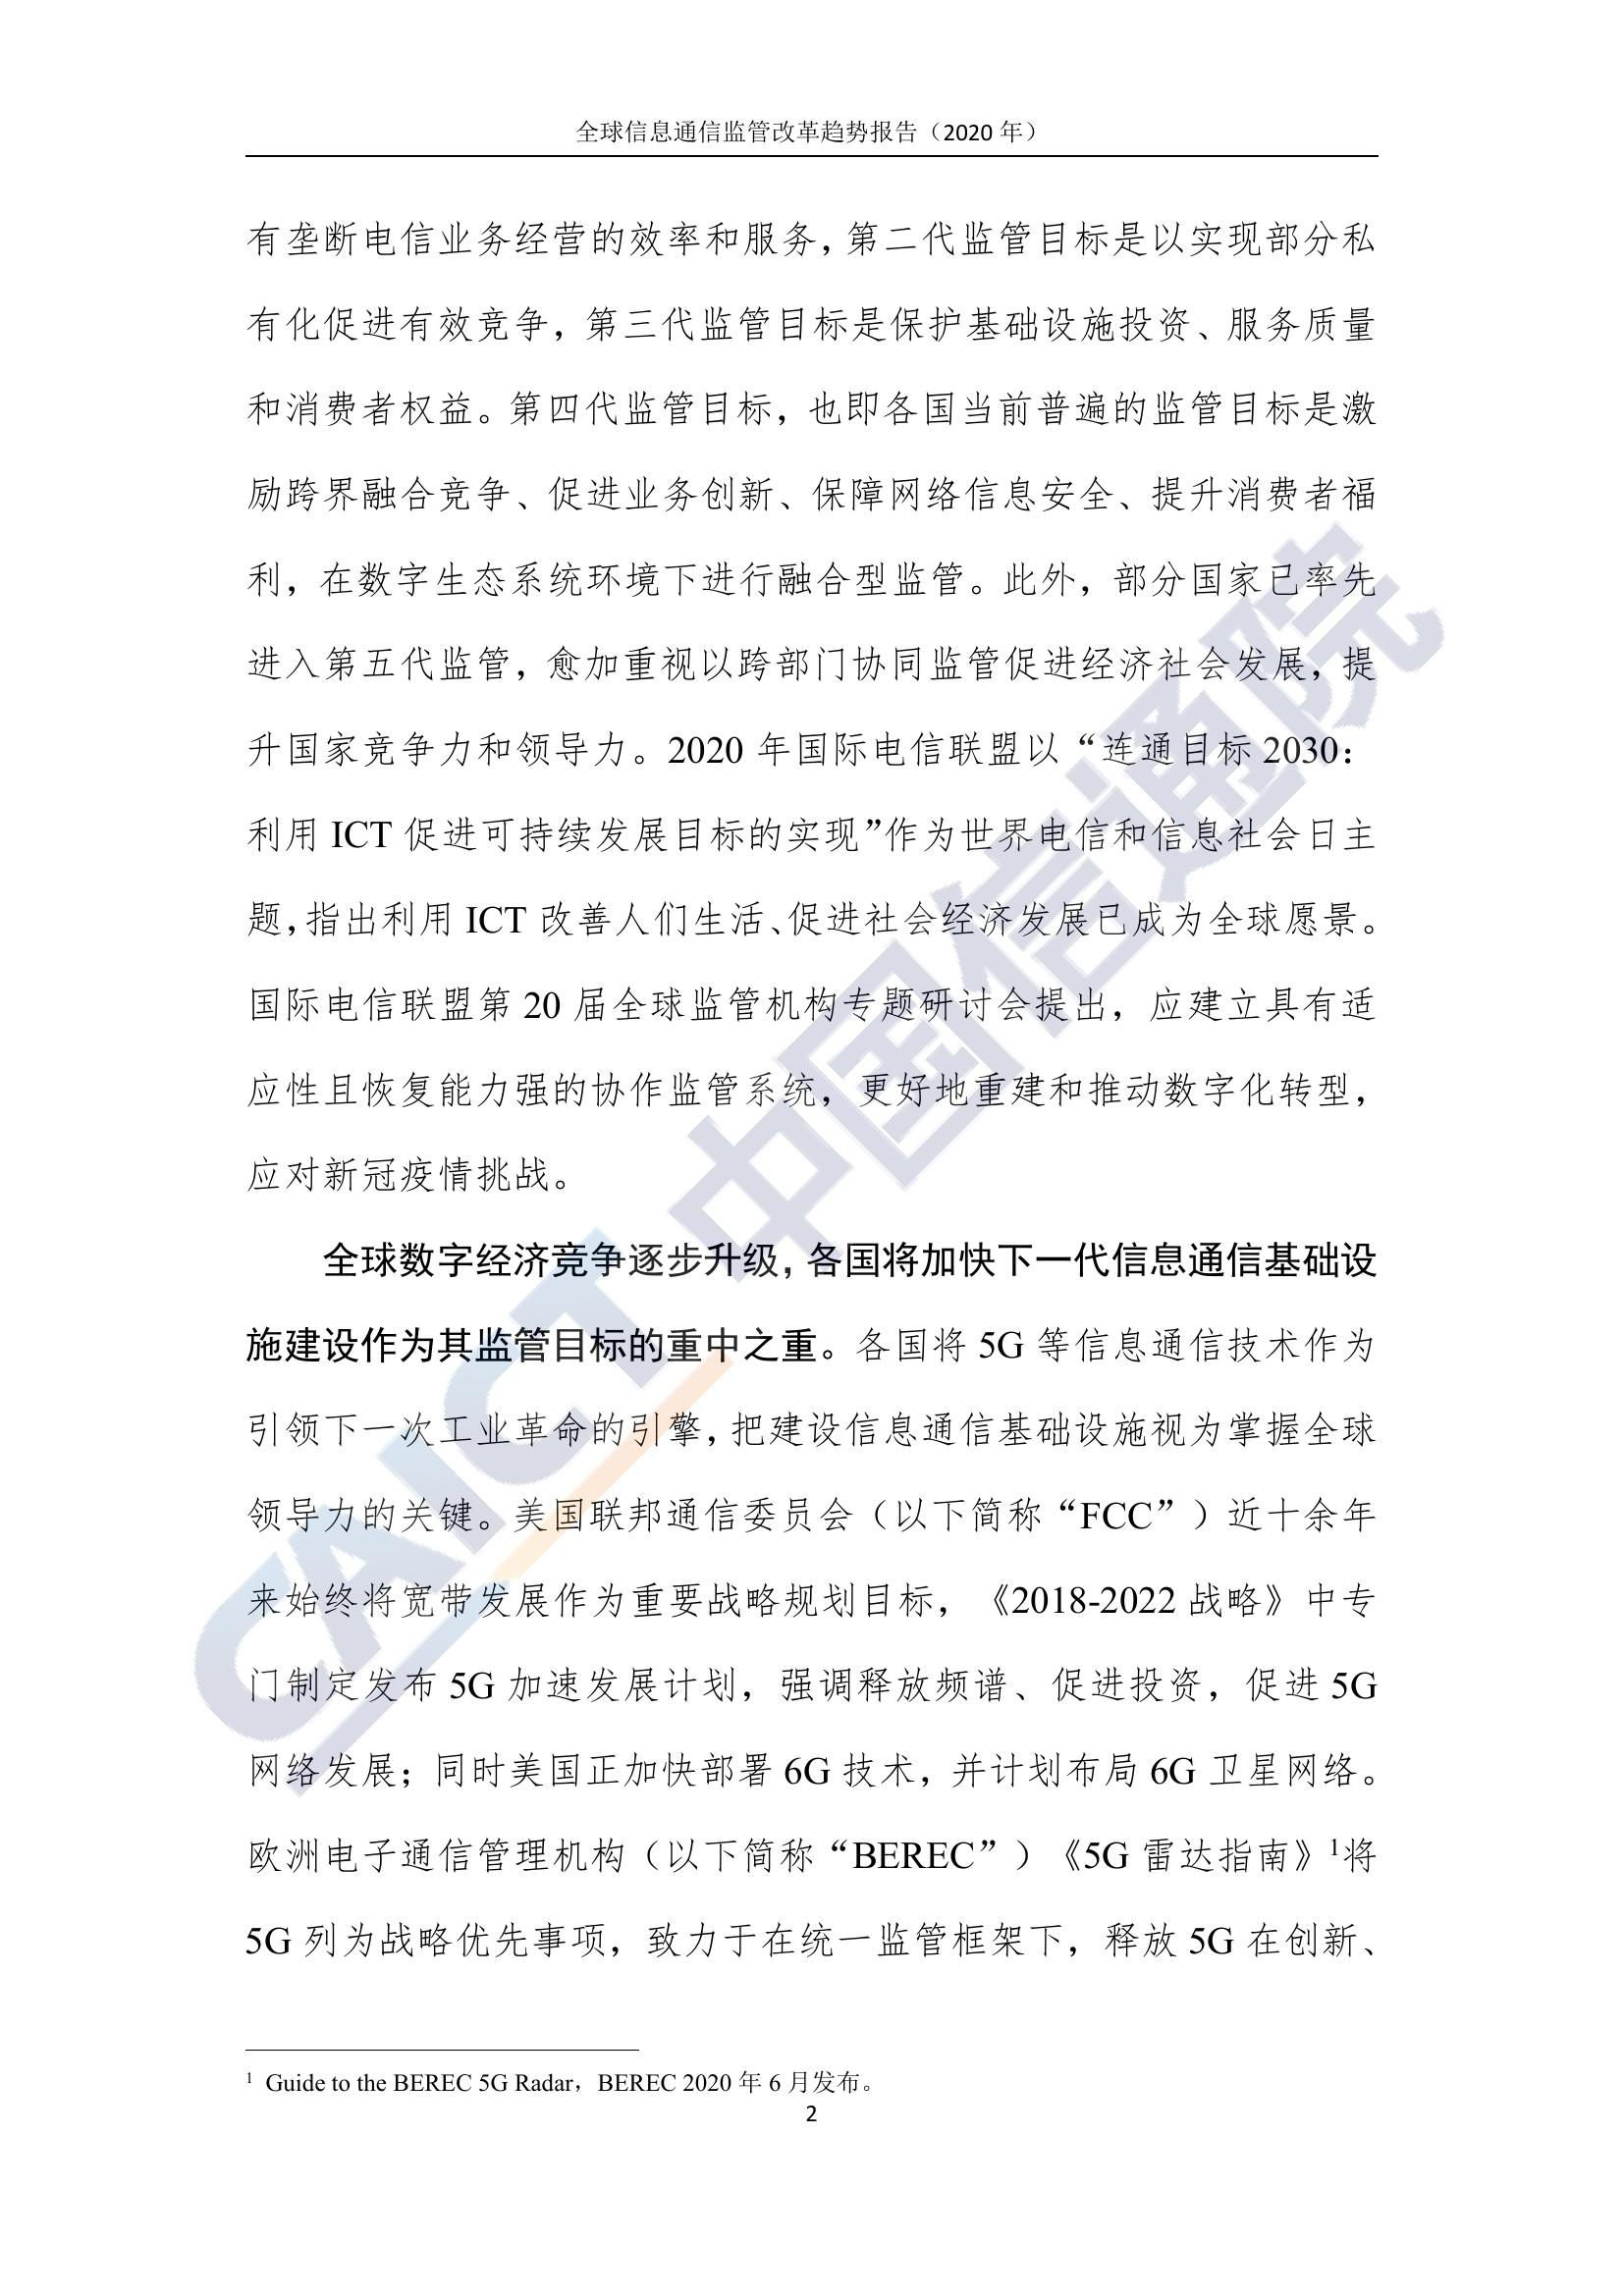 全球信息通信监管改革趋势报告（2020 年）
有垄断电信业务经营的效率和服务，第二代监管目标是以实现部分私
有化促进有效竞争，第三代监管目标是保护基础设施投资、服务质量
和消费者权益。第四代监管目标，也即各国当前普遍的监管目标是激
励跨界融合竞争、促进业务创新、保障网络信息安全、提升消费者福
利，在数字生态系统环境下进行融合型监管。此外，部分国家已率先
进入第五代监管，愈加重视以跨部门协同监管促进经济社会发展，提
升国家竞争力和领导力。2020 年国际电信联盟以“连通目标 2030：
利用 ICT 促进可持续发展目标的实现”作为世界电信和信息社会日主
题，指出利用 ICT 改善人们生活、促进社会经济发展已成为全球愿景。
国际电信联盟第 20 届全球监管机构专题研讨会提出，应建立具有适
应性且恢复能力强的协作监管系统，更好地重建和推动数字化转型，
应对新冠疫情挑战。
全球数字经济竞争逐步升级，各国将加快下一代信息通信基础设
施建设作为其监管目标的重中之重。各国将 5G 等信息通信技术作为
引领下一次工业革命的引擎，把建设信息通信基础设施视为掌握全球
领导力的关键。美国联邦通信委员会（以下简称“FCC”）近十余年
来始终将宽带发展作为重要战略规划目标，《2018-2022 战略》中专
门制定发布 5G 加速发展计划，强调释放频谱、促进投资，促进 5G
网络发展；同时美国正加快部署 6G 技术，并计划布局 6G 卫星网络。
欧洲电子通信管理机构（以下简称“BEREC”）《5G 雷达指南》1将
5G 列为战略优先事项，致力于在统一监管框架下，释放 5G 在创新、
1 Guide to the BEREC 5G Radar，BEREC 2020 年 6 月发布。
2
CAICT 中国信通院